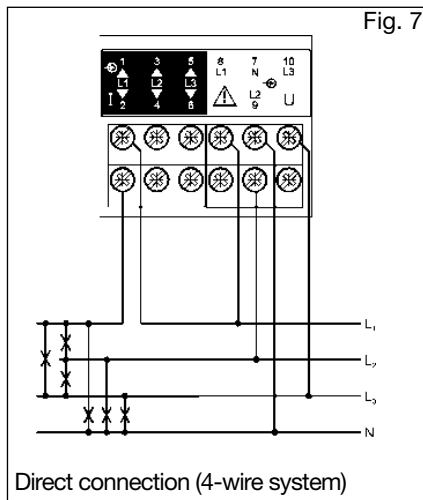 Fig. 7
1 3 5 8 7 10
L1 N L3
L1 L2 L3
L2
I 2 4 6 9 U
L₁
L₂
L₃
N
Direct connection (4-wire system)